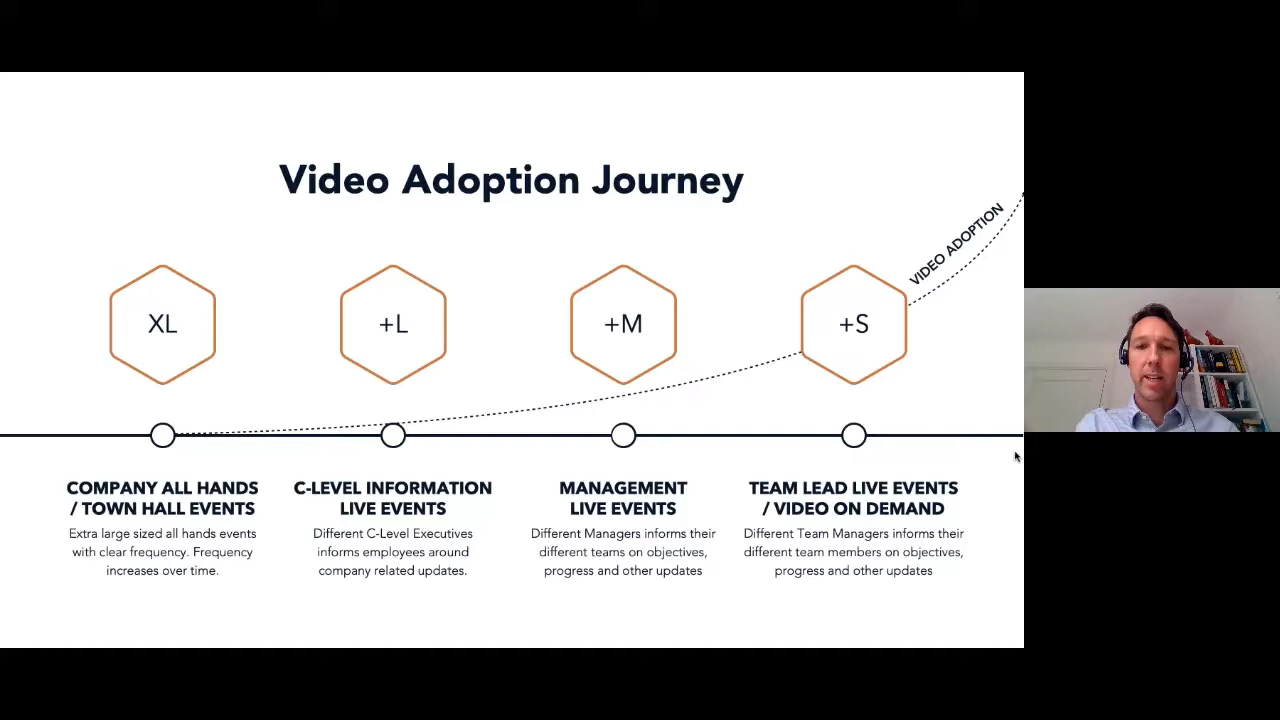 Video Adoption Journey
VIDEO ADOPTION
XL
+L
+M
+S
COMPANY ALL HANDS
/ TOWN HALL EVENTS
Extra large sized all hands events
with clear frequency. Frequency
increases over time.
C-LEVEL INFORMATION
LIVE EVENTS
Different C-Level Executives
informs employees around
company related updates.
MANAGEMENT
LIVE EVENTS
Different Managers informs their
different teams on objectives,
progress and other updates
TEAM LEAD LIVE EVENTS
/ VIDEO ON DEMAND
Different Team Managers informs their
different team members on objectives,
progress and other updates